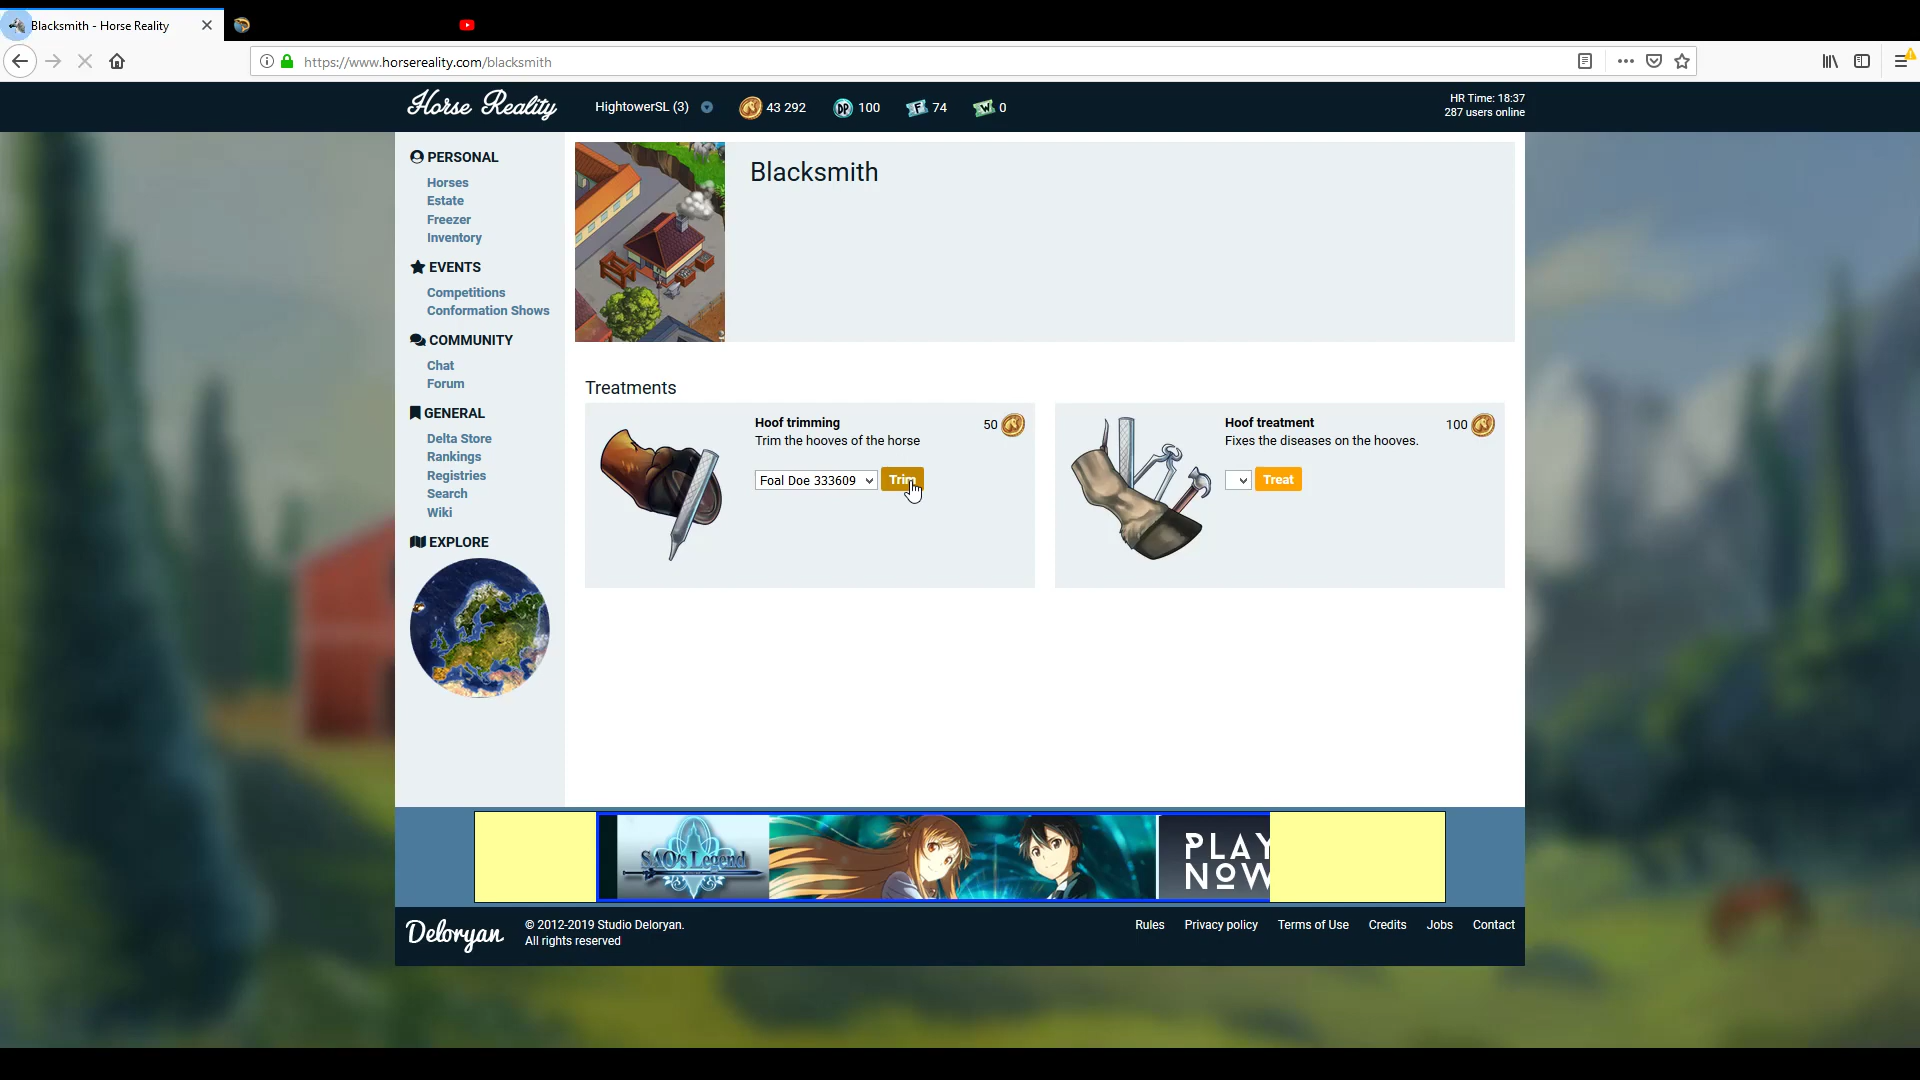 Blacksmith - Horse Reality
https://www.horsereality.com/blacksmith
Horse Reality
HightowerSL (3)
43 292
DP
100
F
74
W
0
HR Time: 18:37
287 users online
PERSONAL
Horses
Estate
Freezer
Inventory
EVENTS
Competitions
Conformation Shows
COMMUNITY
Chat
Forum
GENERAL
Delta Store
Rankings
Registries
Search
Wiki
EXPLORE
Blacksmith
Treatments
Hoof trimming
50
Trim the hooves of the horse
Foal Doe 333609
Trim
Hoof treatment
100
Fixes the diseases on the hooves.
Treat
SAO's Legend
PLAY
NOW
Deloryan
© 2012-2019 Studio Deloryan.
All rights reserved
Rules
Privacy policy
Terms of Use
Credits
Jobs
Contact